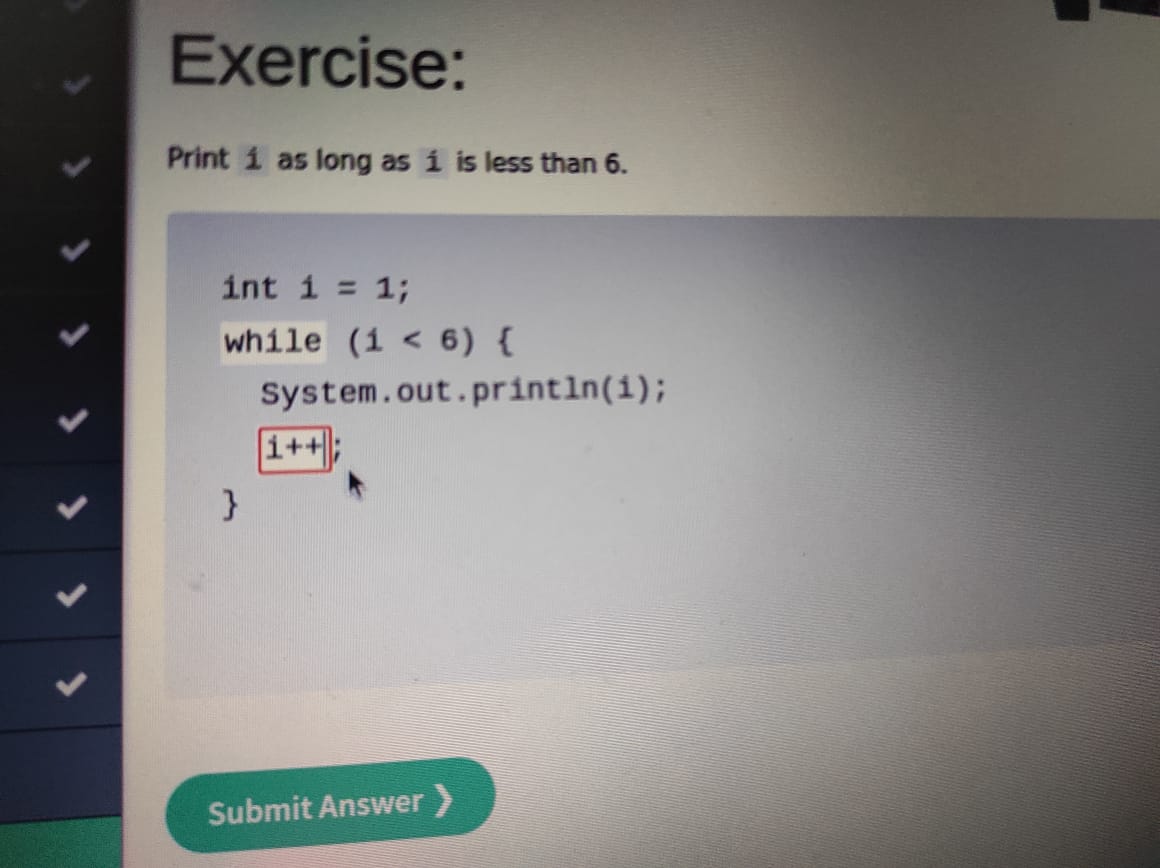 Exercise:
Print i as long as i is less than 6.
int i = 1;
while (i < 6) {
System.out.println(i);
i++;
}
Submit Answer ❯